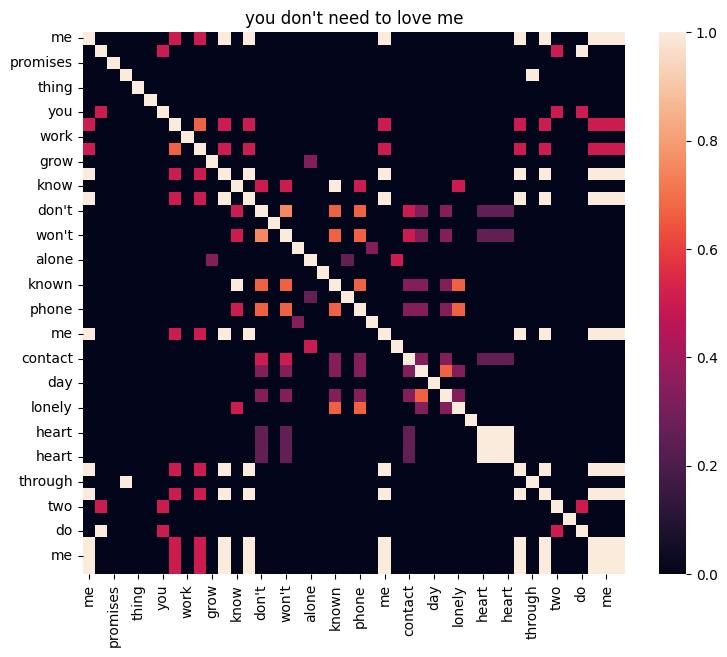 you don't need to love me
me
promises
thing
you
work
grow
know
don't
won't
alone
known
phone
me
contact
day
lonely
heart
heart
through
two
do
me
1.0
0.8
0.6
0.4
0.2
0.0
me
promises
thing
you
work
grow
know
don't
won't
alone
known
phone
me
contact
day
lonely
heart
heart
through
two
do
me